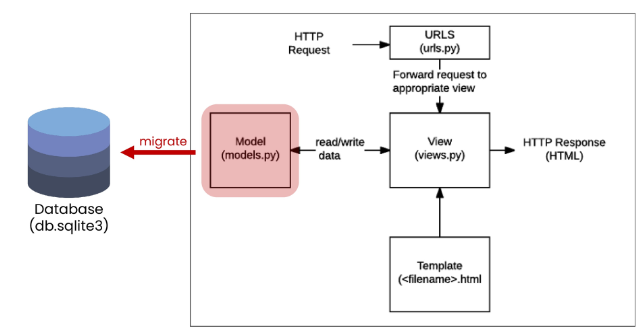 HTTP
Request
URLS
(urls.py)
Forward request to
appropriate view
migrate
Model
(models.py)
read/write
data
View
(views.py)
HTTP Response
(HTML)
Database
(db.sqlite3)
Template
(<filename>.html